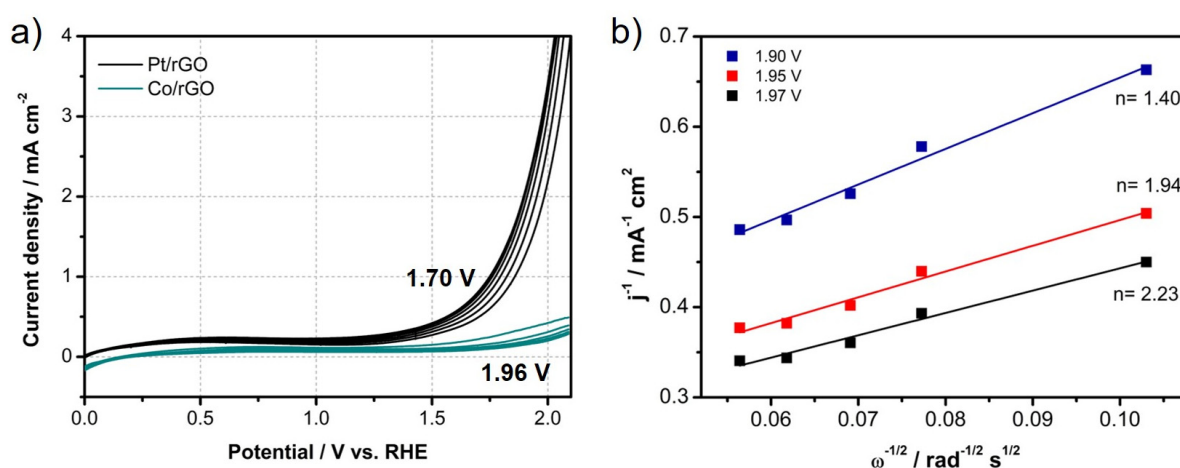 a)
Current density / mA cm⁻²
4
3
2
1
0
Pt/rGO
Co/rGO
1.70 V
1.96 V
0.0 0.5 1.0 1.5 2.0
Potential / V vs. RHE
b)
j⁻¹ / mA⁻¹ cm²
0.7
0.6
0.5
0.4
0.3
1.90 V
1.95 V
1.97 V
n= 1.40
n= 1.94
n= 2.23
0.06 0.07 0.08 0.09 0.10
ω⁻¹/² / rad⁻¹/² s¹/²